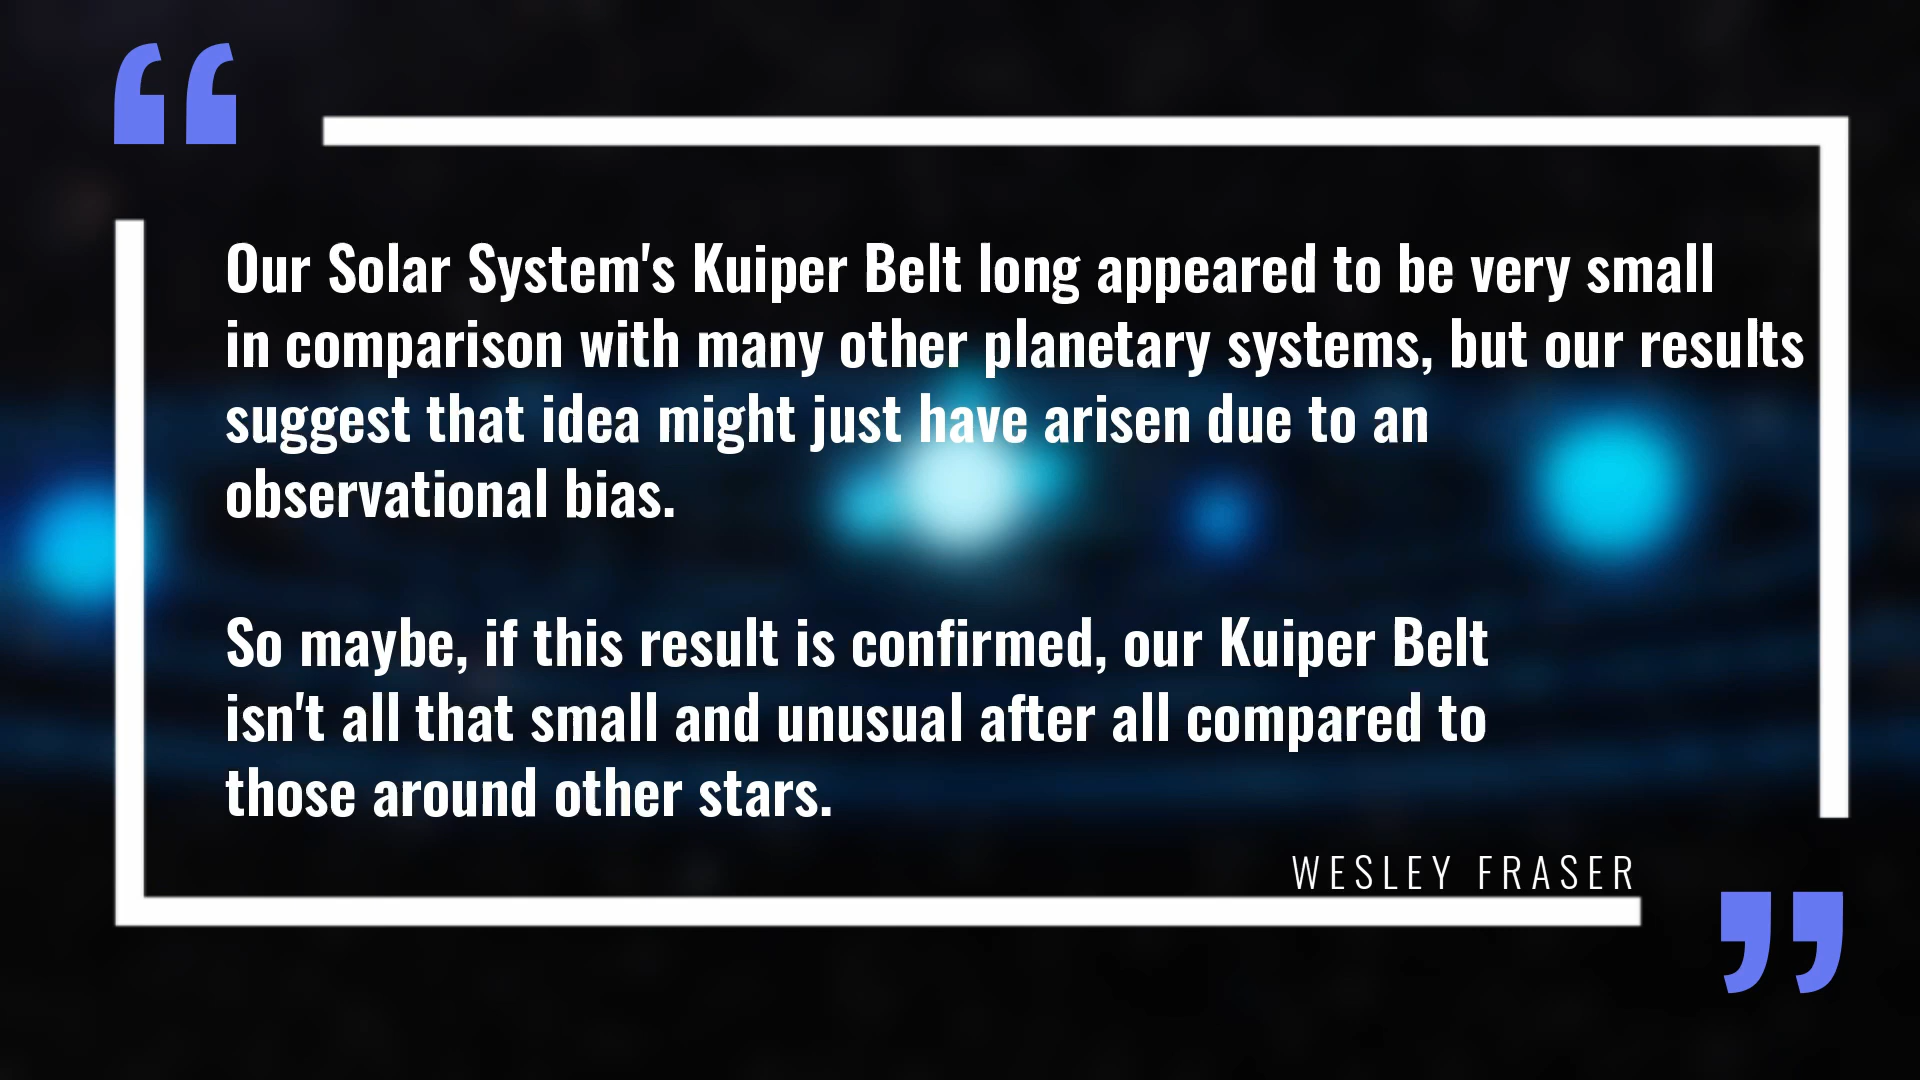 “
Our Solar System's Kuiper Belt long appeared to be very small
in comparison with many other planetary systems, but our results
suggest that idea might just have arisen due to an
observational bias.
So maybe, if this result is confirmed, our Kuiper Belt
isn't all that small and unusual after all compared to
those around other stars.
WESLEY FRASER
”